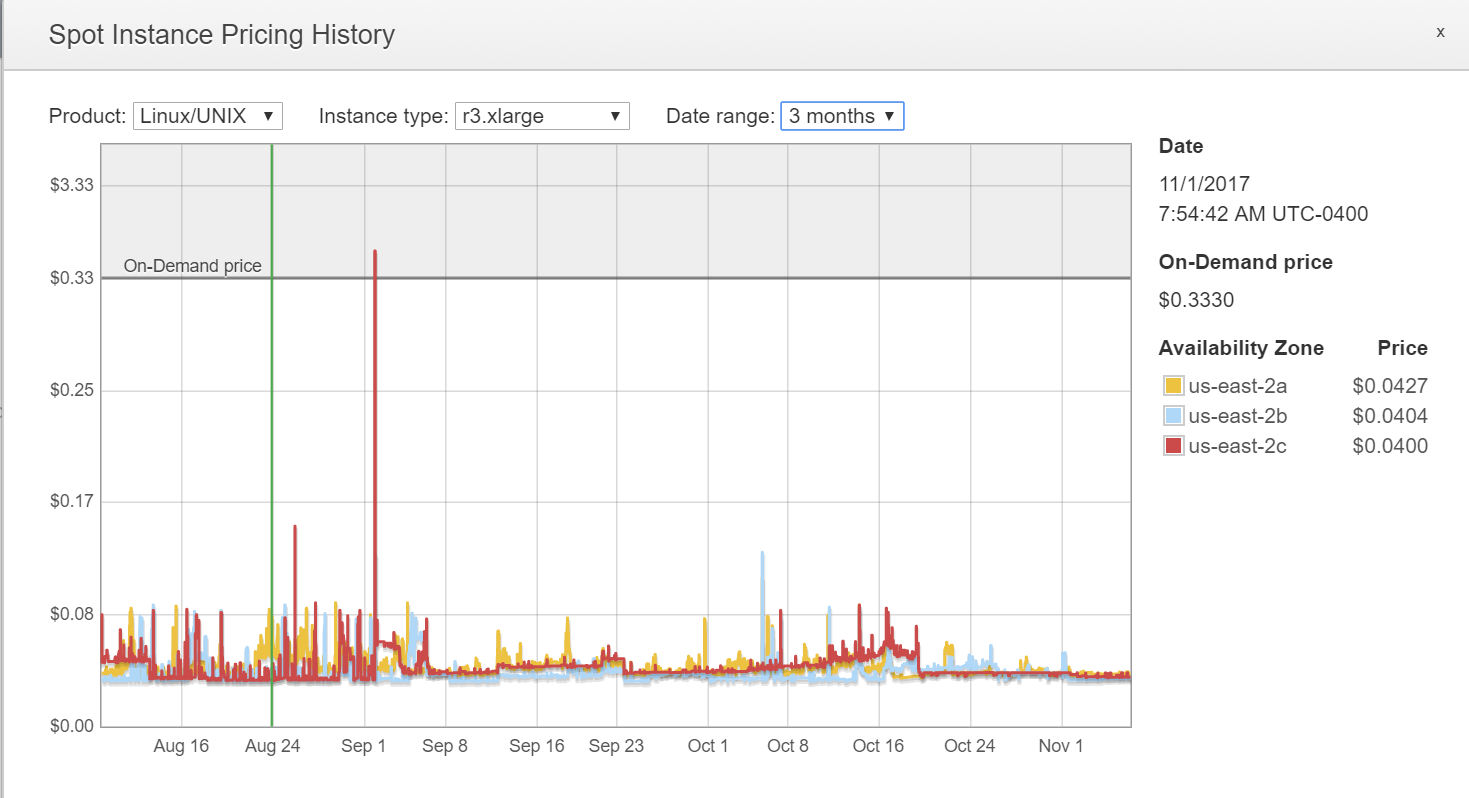 Spot Instance Pricing History
x
Product: Linux/UNIX ▼ Instance type: r3.xlarge ▼ Date range: 3 months ▼
$3.33
On-Demand price
$0.33
$0.25
$0.17
$0.08
$0.00
Aug 16 Aug 24 Sep 1 Sep 8 Sep 16 Sep 23 Oct 1 Oct 8 Oct 16 Oct 24 Nov 1
Date
11/1/2017
7:54:42 AM UTC-0400
On-Demand price
$0.3330
Availability Zone Price
us-east-2a $0.0427
us-east-2b $0.0404
us-east-2c $0.0400